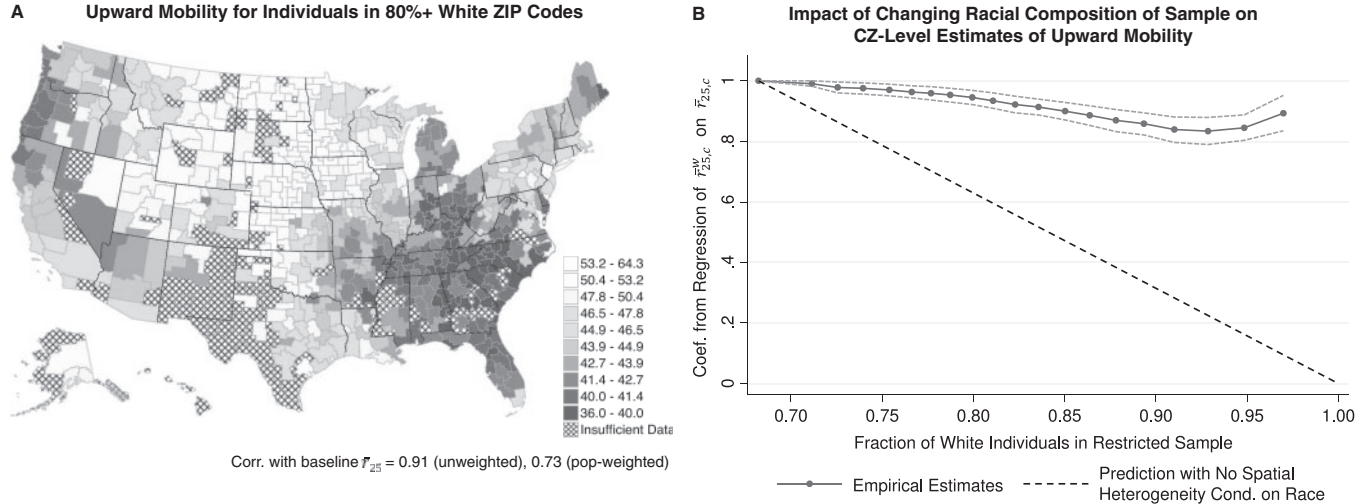 A
Upward Mobility for Individuals in 80%+ White ZIP Codes
53.2 - 64.3
50.4 - 53.2
47.8 - 50.4
46.5 - 47.8
44.9 - 46.5
43.9 - 44.9
42.7 - 43.9
41.4 - 42.7
40.0 - 41.4
36.0 - 40.0
Insufficient Data
Corr. with baseline r̄₂₅ = 0.91 (unweighted), 0.73 (pop-weighted)
B
Impact of Changing Racial Composition of Sample on
CZ-Level Estimates of Upward Mobility
Coef. from Regression of r̄ʷ₂₅,c on r̄₂₅,c
1
.8
.6
.4
.2
0
0.70
0.75
0.80
0.85
0.90
0.95
1.00
Fraction of White Individuals in Restricted Sample
Empirical Estimates
Prediction with No Spatial
Heterogeneity Cond. on Race